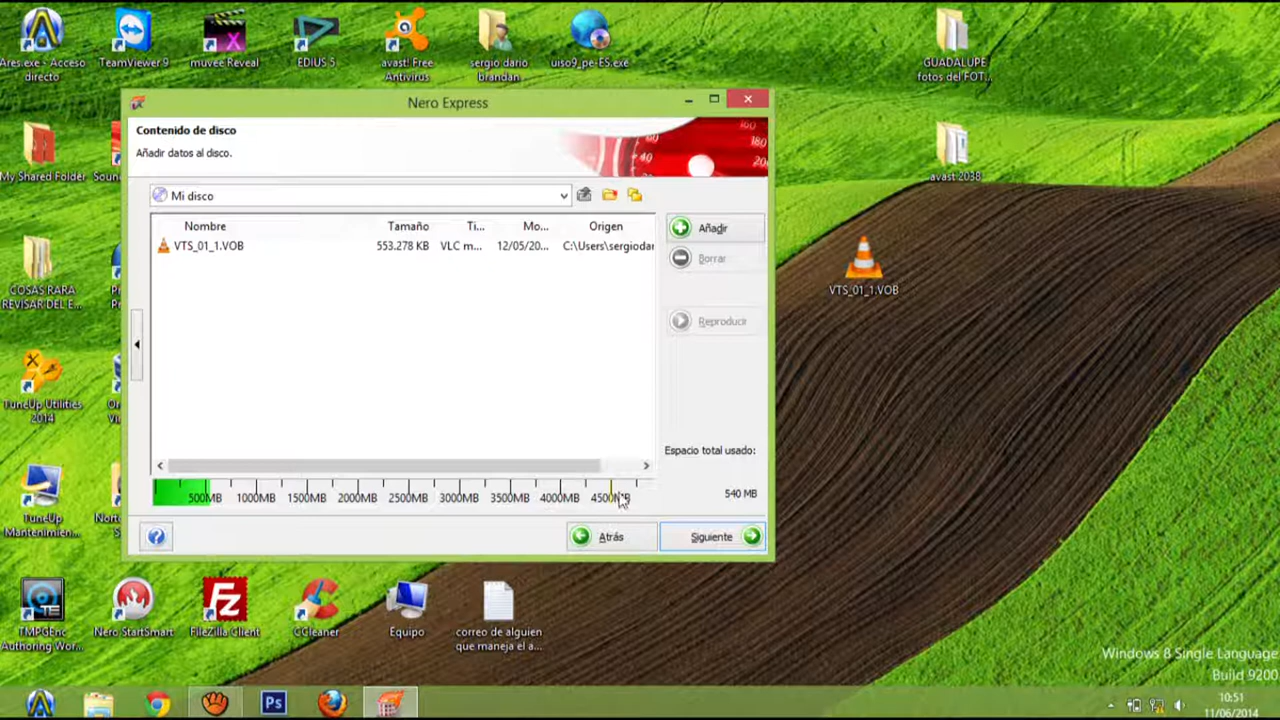 Ares.exe - Acceso
directo
TeamViewer 9
muvee Reveal
EDIUS 5
avast! Free
Antivirus
sergio dario
brandan
uiso9_pe-ES.exe
GUADALUPE
fotos del FOT...
My Shared Folder
Soun
avast 2038
COSAS RARA
REVISAR DEL E...
VTS_01_1.VOB
TuneUp Utilities
2014
TuneUp
Mantenimien...
TMPGEnc
Authoring Wor...
Nero StartSmart
FileZilla Client
CCleaner
Equipo
correo de alguien
que maneja el a...
Nero Express
Contenido de disco
Añadir datos al disco.
Mi disco
Nombre
Tamaño
Ti...
Mo...
Origen
VTS_01_1.VOB
553.278 KB
VLC m...
12/05/20...
C:\Users\sergiodar
Añadir
Borrar
Reproducir
Espacio total usado:
540 MB
500MB
1000MB
1500MB
2000MB
2500MB
3000MB
3500MB
4000MB
4500MB
Atrás
Siguiente
Ps
Windows 8 Single Language
Build 9200
10:51
11/06/2014